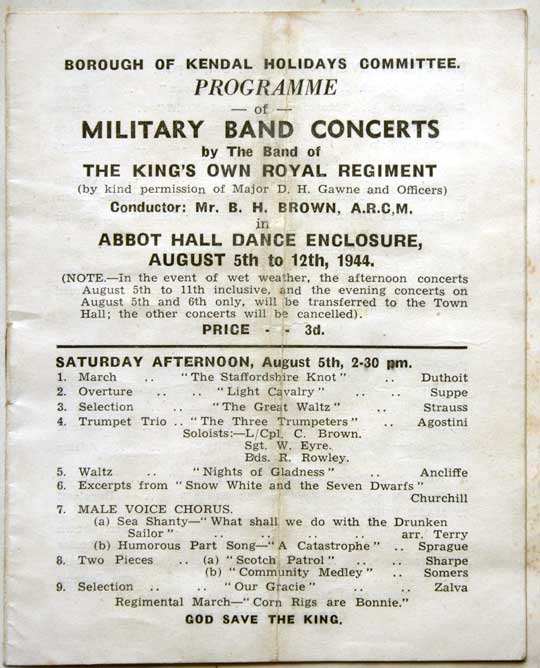 BOROUGH OF KENDAL HOLIDAYS COMMITTEE.
PROGRAMME
— of —
MILITARY BAND CONCERTS
by The Band of
THE KING'S OWN ROYAL REGIMENT
(by kind permission of Major D. H. Gawne and Officers)
Conductor: Mr. B. H. BROWN, A.R.C,M.
in
ABBOT HALL DANCE ENCLOSURE,
AUGUST 5th to 12th, 1944.
(NOTE.—In the event of wet weather, the afternoon concerts
August 5th to 11th inclusive, and the evening concerts on
August 5th and 6th only, will be transferred to the Town
Hall; the other concerts will be cancelled).
PRICE - - 3d.
SATURDAY AFTERNOON, August 5th, 2-30 pm.
1. March .. "The Staffordshire Knot" .. Duthoit
2. Overture .. .. "Light Cavalry" .. .. Suppe
3. Selection .. "The Great Waltz" .. Strauss
4. Trumpet Trio .. "The Three Trumpeters" .. Agostini
Soloists:—L/Cpl. C. Brown.
Sgt. W. Eyre.
Bds. R. Rowley.
5. Waltz .. "Nights of Gladness" .. Ancliffe
6. Excerpts from "Snow White and the Seven Dwarfs"
Churchill
7. MALE VOICE CHORUS.
(a) Sea Shanty—"What shall we do with the Drunken
Sailor" .. .. .. .. .. arr. Terry
(b) Humorous Part Song—"A Catastrophe" .. Sprague
8. Two Pieces .. (a) "Scotch Patrol" .. .. Sharpe
(b) "Community Medley" .. Somers
9. Selection .. .. "Our Gracie" .. .. Zalva
Regimental March—"Corn Rigs are Bonnie."
GOD SAVE THE KING.